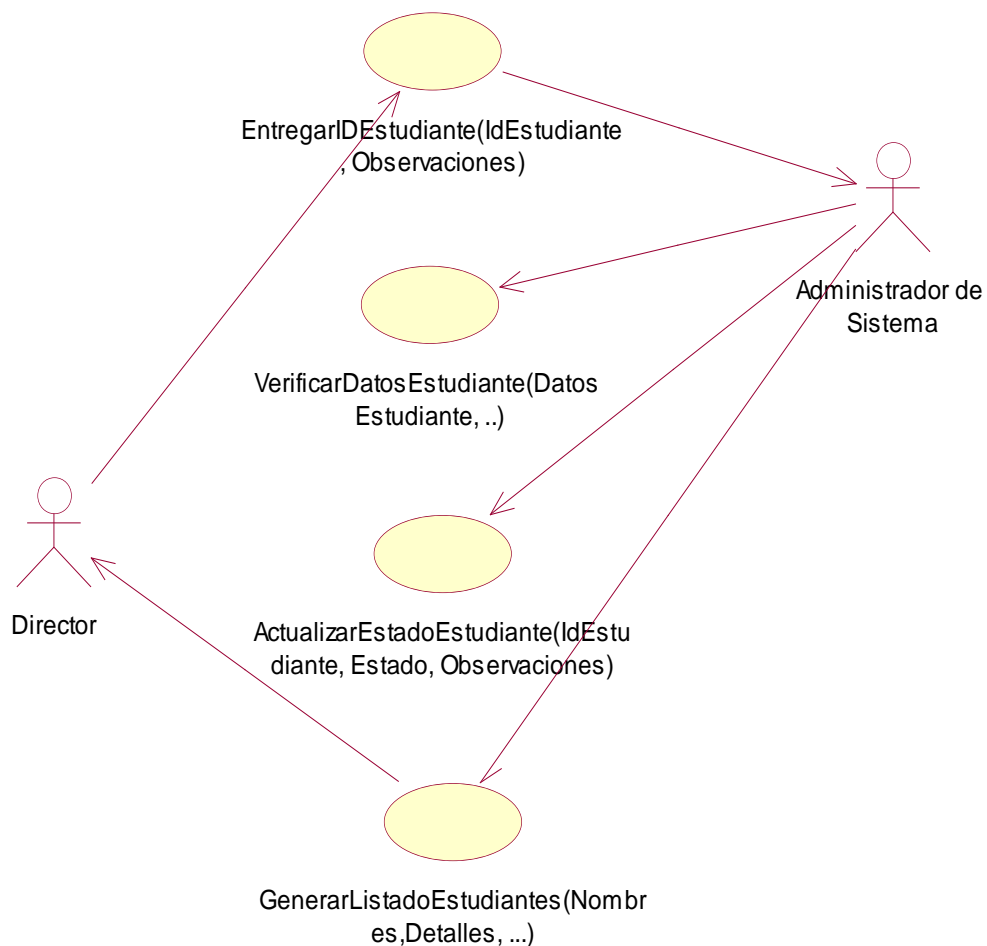 EntregarIDEstudiante(IdEstudiante
, Observaciones)
Administrador de
Sistema
VerificarDatosEstudiante(Datos
Estudiante, ..)
Director
ActualizarEstadoEstudiante(IdEstu
diante, Estado, Observaciones)
GenerarListadoEstudiantes(Nombr
es,Detalles, ...)